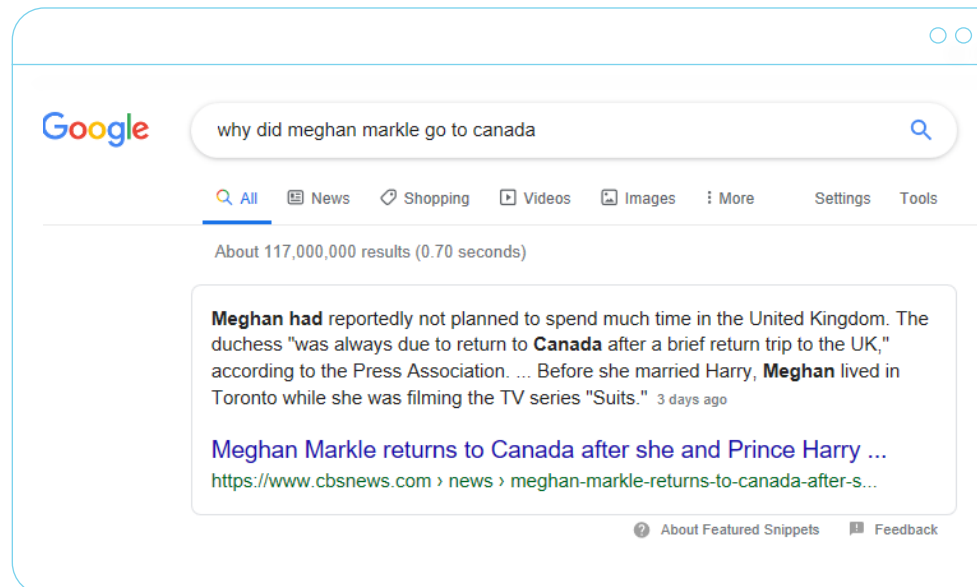 Google
why did meghan markle go to canada
All News Shopping Videos Images More Settings Tools
About 117,000,000 results (0.70 seconds)
Meghan had reportedly not planned to spend much time in the United Kingdom. The
duchess "was always due to return to Canada after a brief return trip to the UK,"
according to the Press Association. ... Before she married Harry, Meghan lived in
Toronto while she was filming the TV series "Suits." 3 days ago
Meghan Markle returns to Canada after she and Prince Harry ...
https://www.cbsnews.com › news › meghan-markle-returns-to-canada-after-s...
About Featured Snippets Feedback